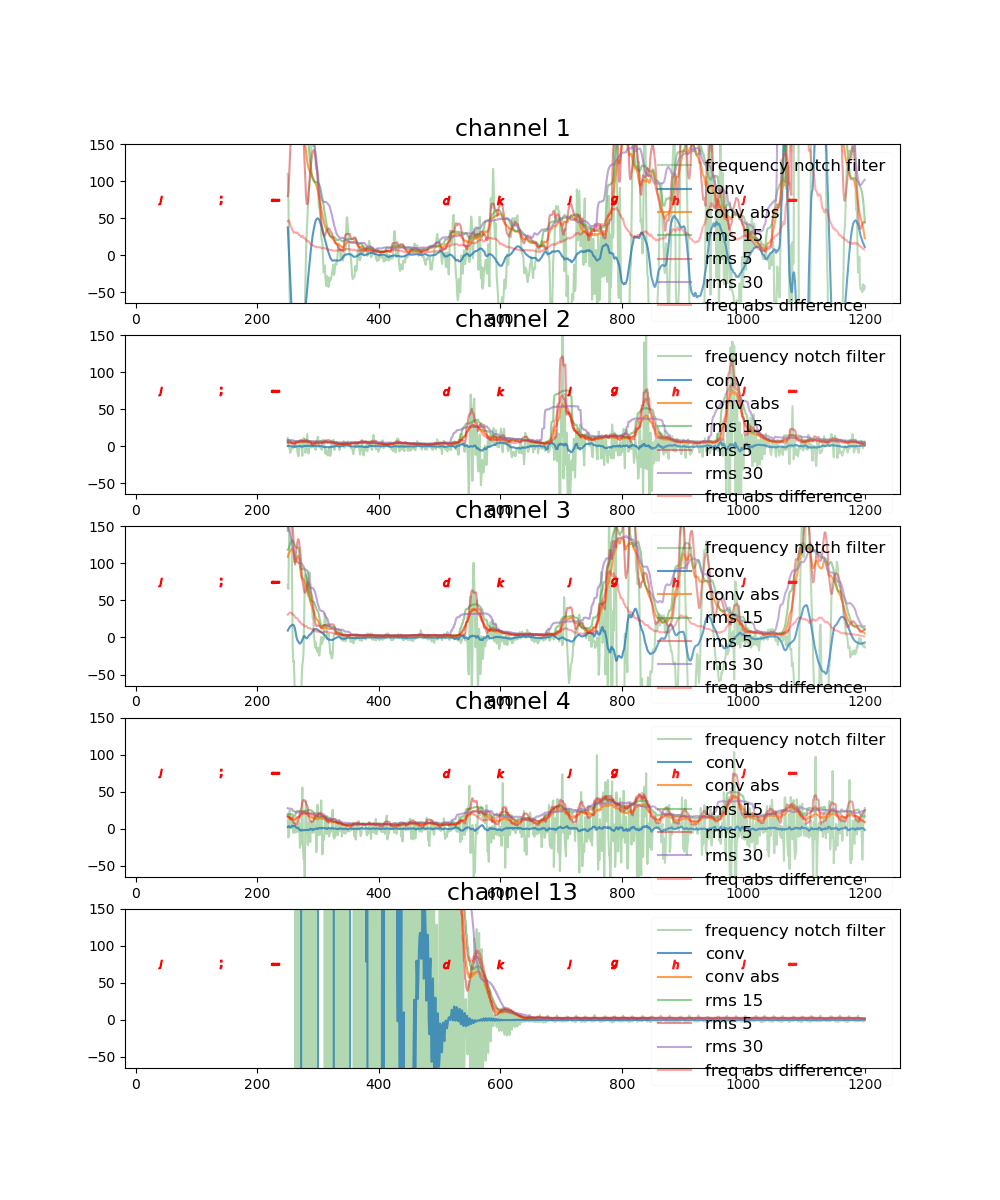 channel 1
150
100
50
0
−50
J ; d k J g h J
frequency notch filter
conv
conv abs
rms 15
rms 5
rms 30
freq abs difference
0 200 400 600 800 1000 1200
channel 2
150
100
50
0
−50
J ; d k J g h J
frequency notch filter
conv
conv abs
rms 15
rms 5
rms 30
freq abs difference
0 200 400 600 800 1000 1200
channel 3
150
100
50
0
−50
J ; d k J g h J
frequency notch filter
conv
conv abs
rms 15
rms 5
rms 30
freq abs difference
0 200 400 600 800 1000 1200
channel 4
150
100
50
0
−50
J ; d k J g h J
frequency notch filter
conv
conv abs
rms 15
rms 5
rms 30
freq abs difference
0 200 400 600 800 1000 1200
channel 13
150
100
50
0
−50
J ; d k J g h J
frequency notch filter
conv
conv abs
rms 15
rms 5
rms 30
freq abs difference
0 200 400 600 800 1000 1200